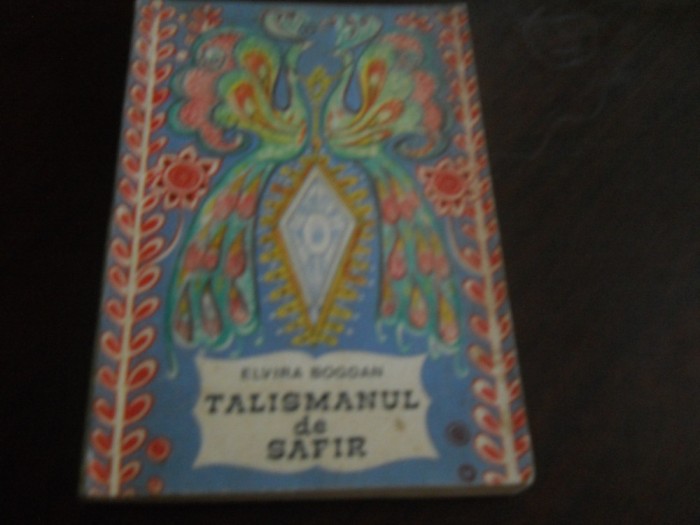 ELVIRA BOGDAN
TALISMANUL
de
SAFIR